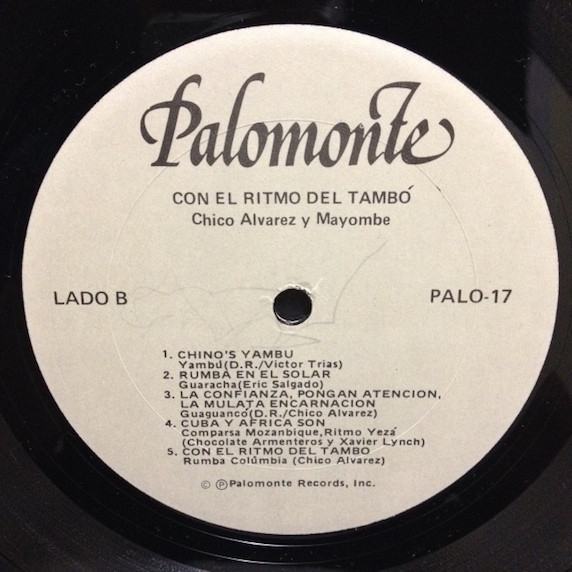 Palomonte
CON EL RITMO DEL TAMBÓ
Chico Alvarez y Mayombe
LADO B
PALO-17
1. CHINO'S YAMBU
Yambú(D.R./Victor Trias)
2. RUMBA EN EL SOLAR
Guaracha(Eric Salgado)
3. LA CONFIANZA, PONGAN ATENCION,
LA MULATA ENCARNACION
Guaguancó(D.R./Chico Alvarez)
4. CUBA Y AFRICA SON
Comparsa Mozanbique,Ritmo Yezá
(Chocolate Armenteros y Xavier Lynch)
5. CON EL RITMO DEL TAMBO
Rumba Colúmbia (Chico Alvarez)
© ℗Palomonte Records, Inc.